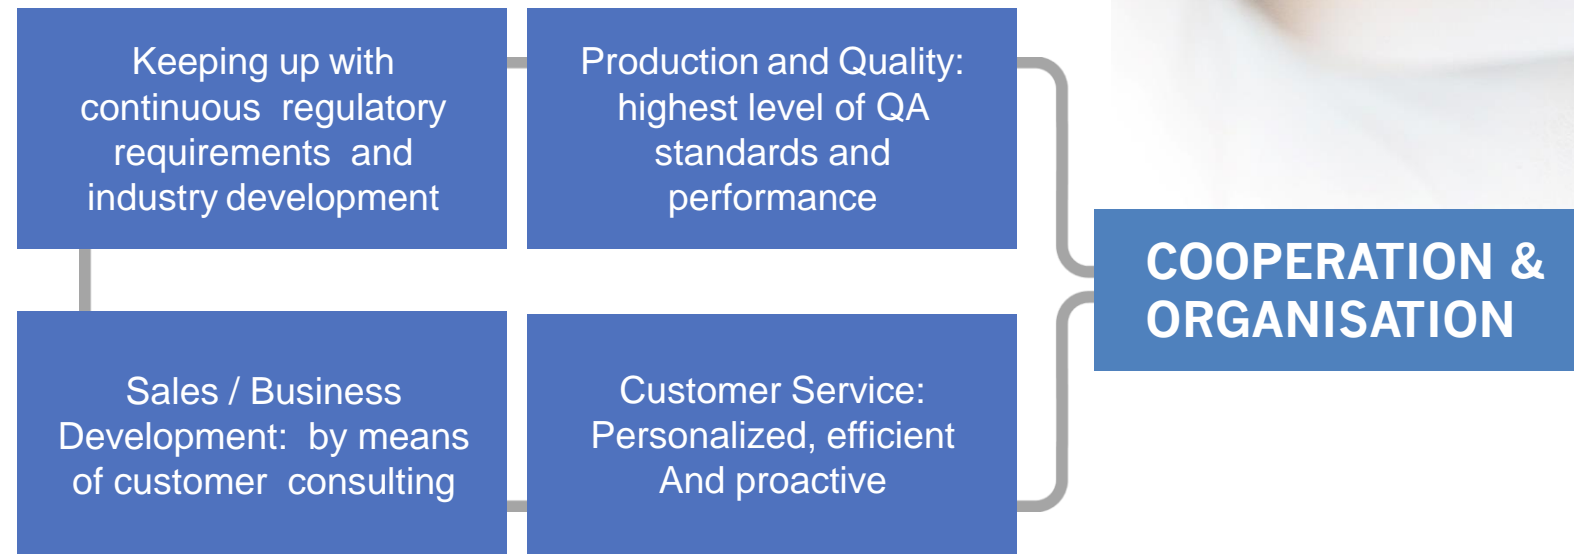 Keeping up with
continuous regulatory
requirements and
industry development
Production and Quality:
highest level of QA
standards and
performance
COOPERATION &
ORGANISATION
Sales / Business
Development: by means
of customer consulting
Customer Service:
Personalized, efficient
And proactive